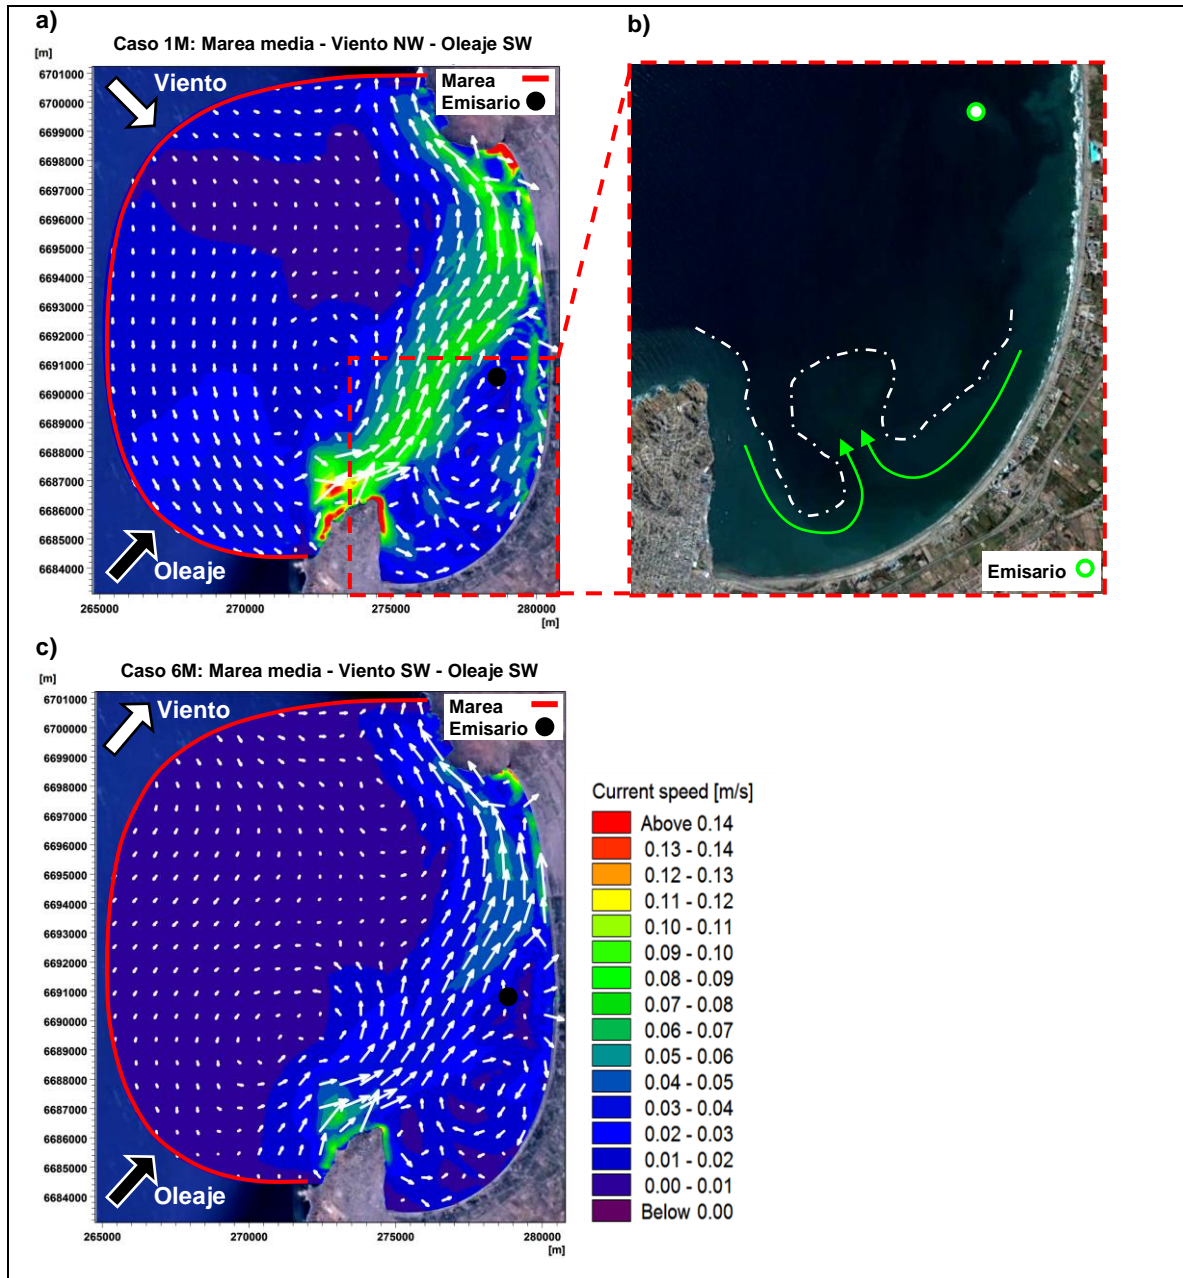 a)
Caso 1M: Marea media - Viento NW - Oleaje SW
[m]
6701000
6700000
6699000
6698000
6697000
6696000
6695000
6694000
6693000
6692000
6691000
6690000
6689000
6688000
6687000
6686000
6685000
6684000
Viento
Marea
Emisario
Oleaje
265000 270000 275000 280000
[m]
b)
Emisario
c)
Caso 6M: Marea media - Viento SW - Oleaje SW
[m]
6701000
6700000
6699000
6698000
6697000
6696000
6695000
6694000
6693000
6692000
6691000
6690000
6689000
6688000
6687000
6686000
6685000
6684000
Viento
Marea
Emisario
Oleaje
265000 270000 275000 280000
[m]
Current speed [m/s]
Above 0.14
0.13 - 0.14
0.12 - 0.13
0.11 - 0.12
0.10 - 0.11
0.09 - 0.10
0.08 - 0.09
0.07 - 0.08
0.06 - 0.07
0.05 - 0.06
0.04 - 0.05
0.03 - 0.04
0.02 - 0.03
0.01 - 0.02
0.00 - 0.01
Below 0.00